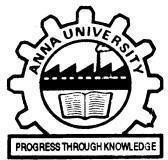 ANNA UNIVERSITY
PROGRESS THROUGH KNOWLEDGE